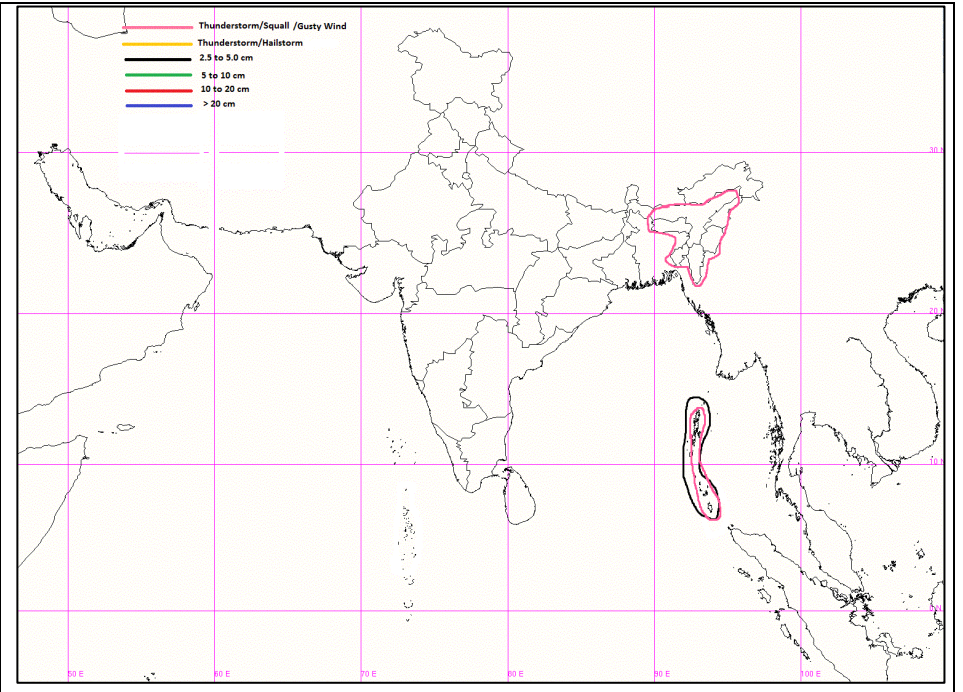 Thunderstorm/Squall /Gusty Wind
Thunderstorm/Hailstorm
2.5 to 5.0 cm
5 to 10 cm
10 to 20 cm
> 20 cm
30 N
20 N
10 N
N
50 E
60 E
70 E
80 E
90 E
100 E